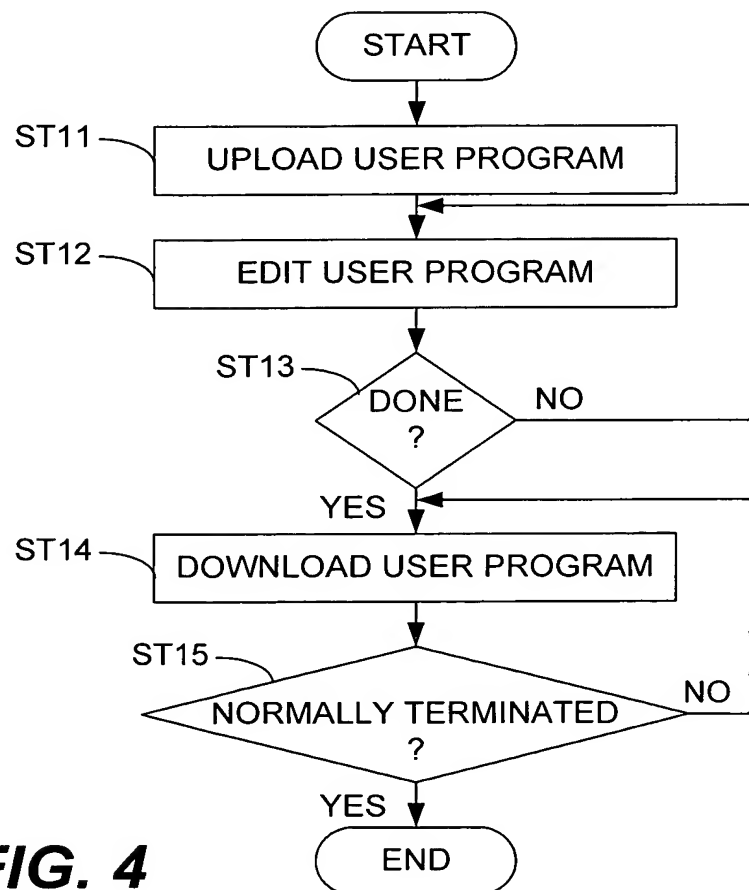 START
ST11
UPLOAD USER PROGRAM
ST12
EDIT USER PROGRAM
ST13
DONE
?
NO
YES
ST14
DOWNLOAD USER PROGRAM
ST15
NORMALLY TERMINATED
?
NO
YES
END
FIG. 4